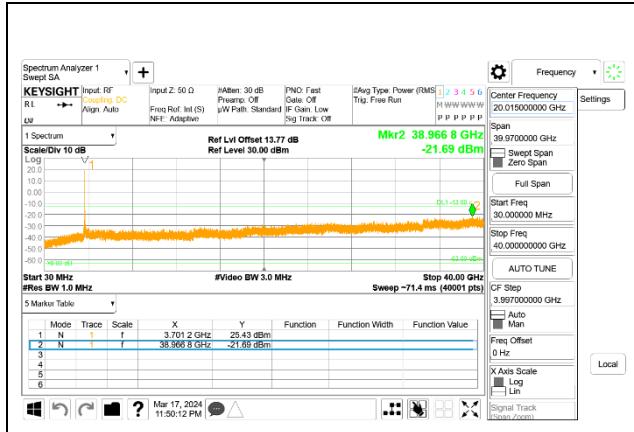 Spectrum Analyzer 1
Swept SA
+
Frequency
KEYSIGHT
Input: RF
Coupling: DC
Align: Auto
Input Z: 50 Ω
Freq Ref: Int (S)
NFE: Adaptive
#Atten: 30 dB
Preamp: Off
µW Path: Standard
PNO: Fast
Gate: Off
IF Gain: Low
Sig Track: Off
#Avg Type: Power (RMS
Trig: Free Run
1 2 3 4 5 6
M W W W W W
P P P P P P
R L
Center Frequency
20.015000000 GHz
Settings
Span
39.9700000 GHz
Swept Span
Zero Span
Full Span
Start Freq
30.000000 MHz
Stop Freq
40.000000000 GHz
AUTO TUNE
CF Step
3.997000000 GHz
Auto
Man
Freq Offset
0 Hz
X Axis Scale
Log
Lin
Signal Track
(Span Zoom)
Local
1 Spectrum
Scale/Div 10 dB
Ref Lvl Offset 13.77 dB
Ref Level 30.00 dBm
Mkr2 38.966 8 GHz
-21.69 dBm
Log
20.0
10.0
0.00
-10.0
-20.0
-30.0
-40.0
-50.0
-60.0
1
2
Start 30 MHz
#Res BW 1.0 MHz
#Video BW 3.0 MHz
Stop 40.00 GHz
Sweep ~71.4 ms (40001 pts)
5 Marker Table
Mode Trace Scale X Y Function Function Width Function Value
1 N 1 f 3.701 2 GHz 25.43 dBm
2 N 1 f 38.966 8 GHz -21.69 dBm
3
4
5
6
?
Mar 17, 2024
11:50:12 PM